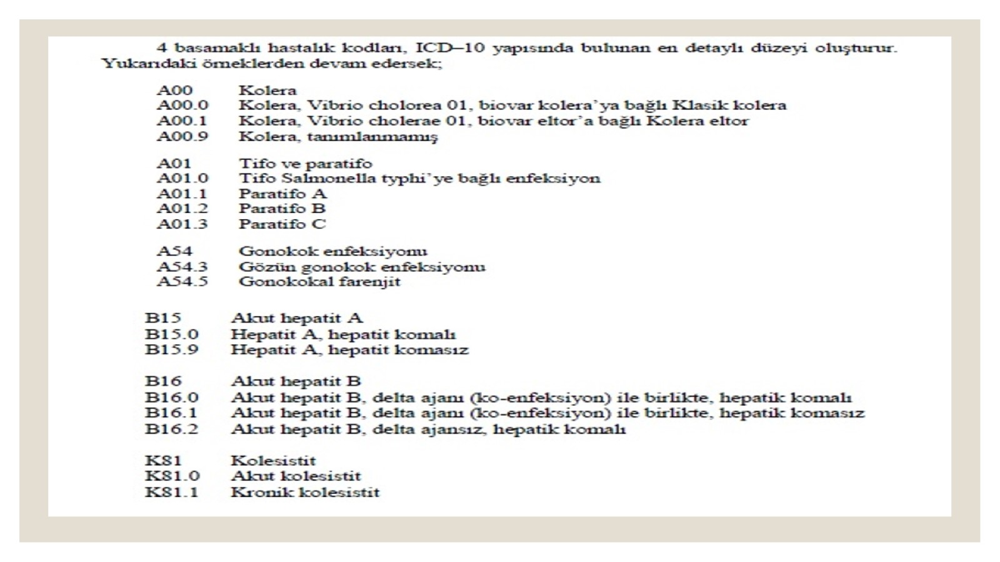 4 basamaklı hastalık kodları, ICD–10 yapısında bulunan en detaylı düzeyi oluşturur.
Yukarıdaki örneklerden devam edersek;
A00 Kolera
A00.0 Kolera, Vibrio cholorea 01, biovar kolera’ya bağlı Klasik kolera
A00.1 Kolera, Vibrio cholerae 01, biovar eltor’a bağlı Kolera eltor
A00.9 Kolera, tanımlanmamış
A01 Tifo ve paratifo
A01.0 Tifo Salmonella typhi’ye bağlı enfeksiyon
A01.1 Paratifo A
A01.2 Paratifo B
A01.3 Paratifo C
A54 Gonokok enfeksiyonu
A54.3 Gözün gonokok enfeksiyonu
A54.5 Gonokokal farenjit
B15 Akut hepatit A
B15.0 Hepatit A, hepatit komalı
B15.9 Hepatit A, hepatit komasız
B16 Akut hepatit B
B16.0 Akut hepatit B, delta ajanı (ko-enfeksiyon) ile birlikte, hepatik komalı
B16.1 Akut hepatit B, delta ajanı (ko-enfeksiyon) ile birlikte, hepatik komasız
B16.2 Akut hepatit B, delta ajansız, hepatik komalı
K81 Kolesistit
K81.0 Akut kolesistit
K81.1 Kronik kolesistit